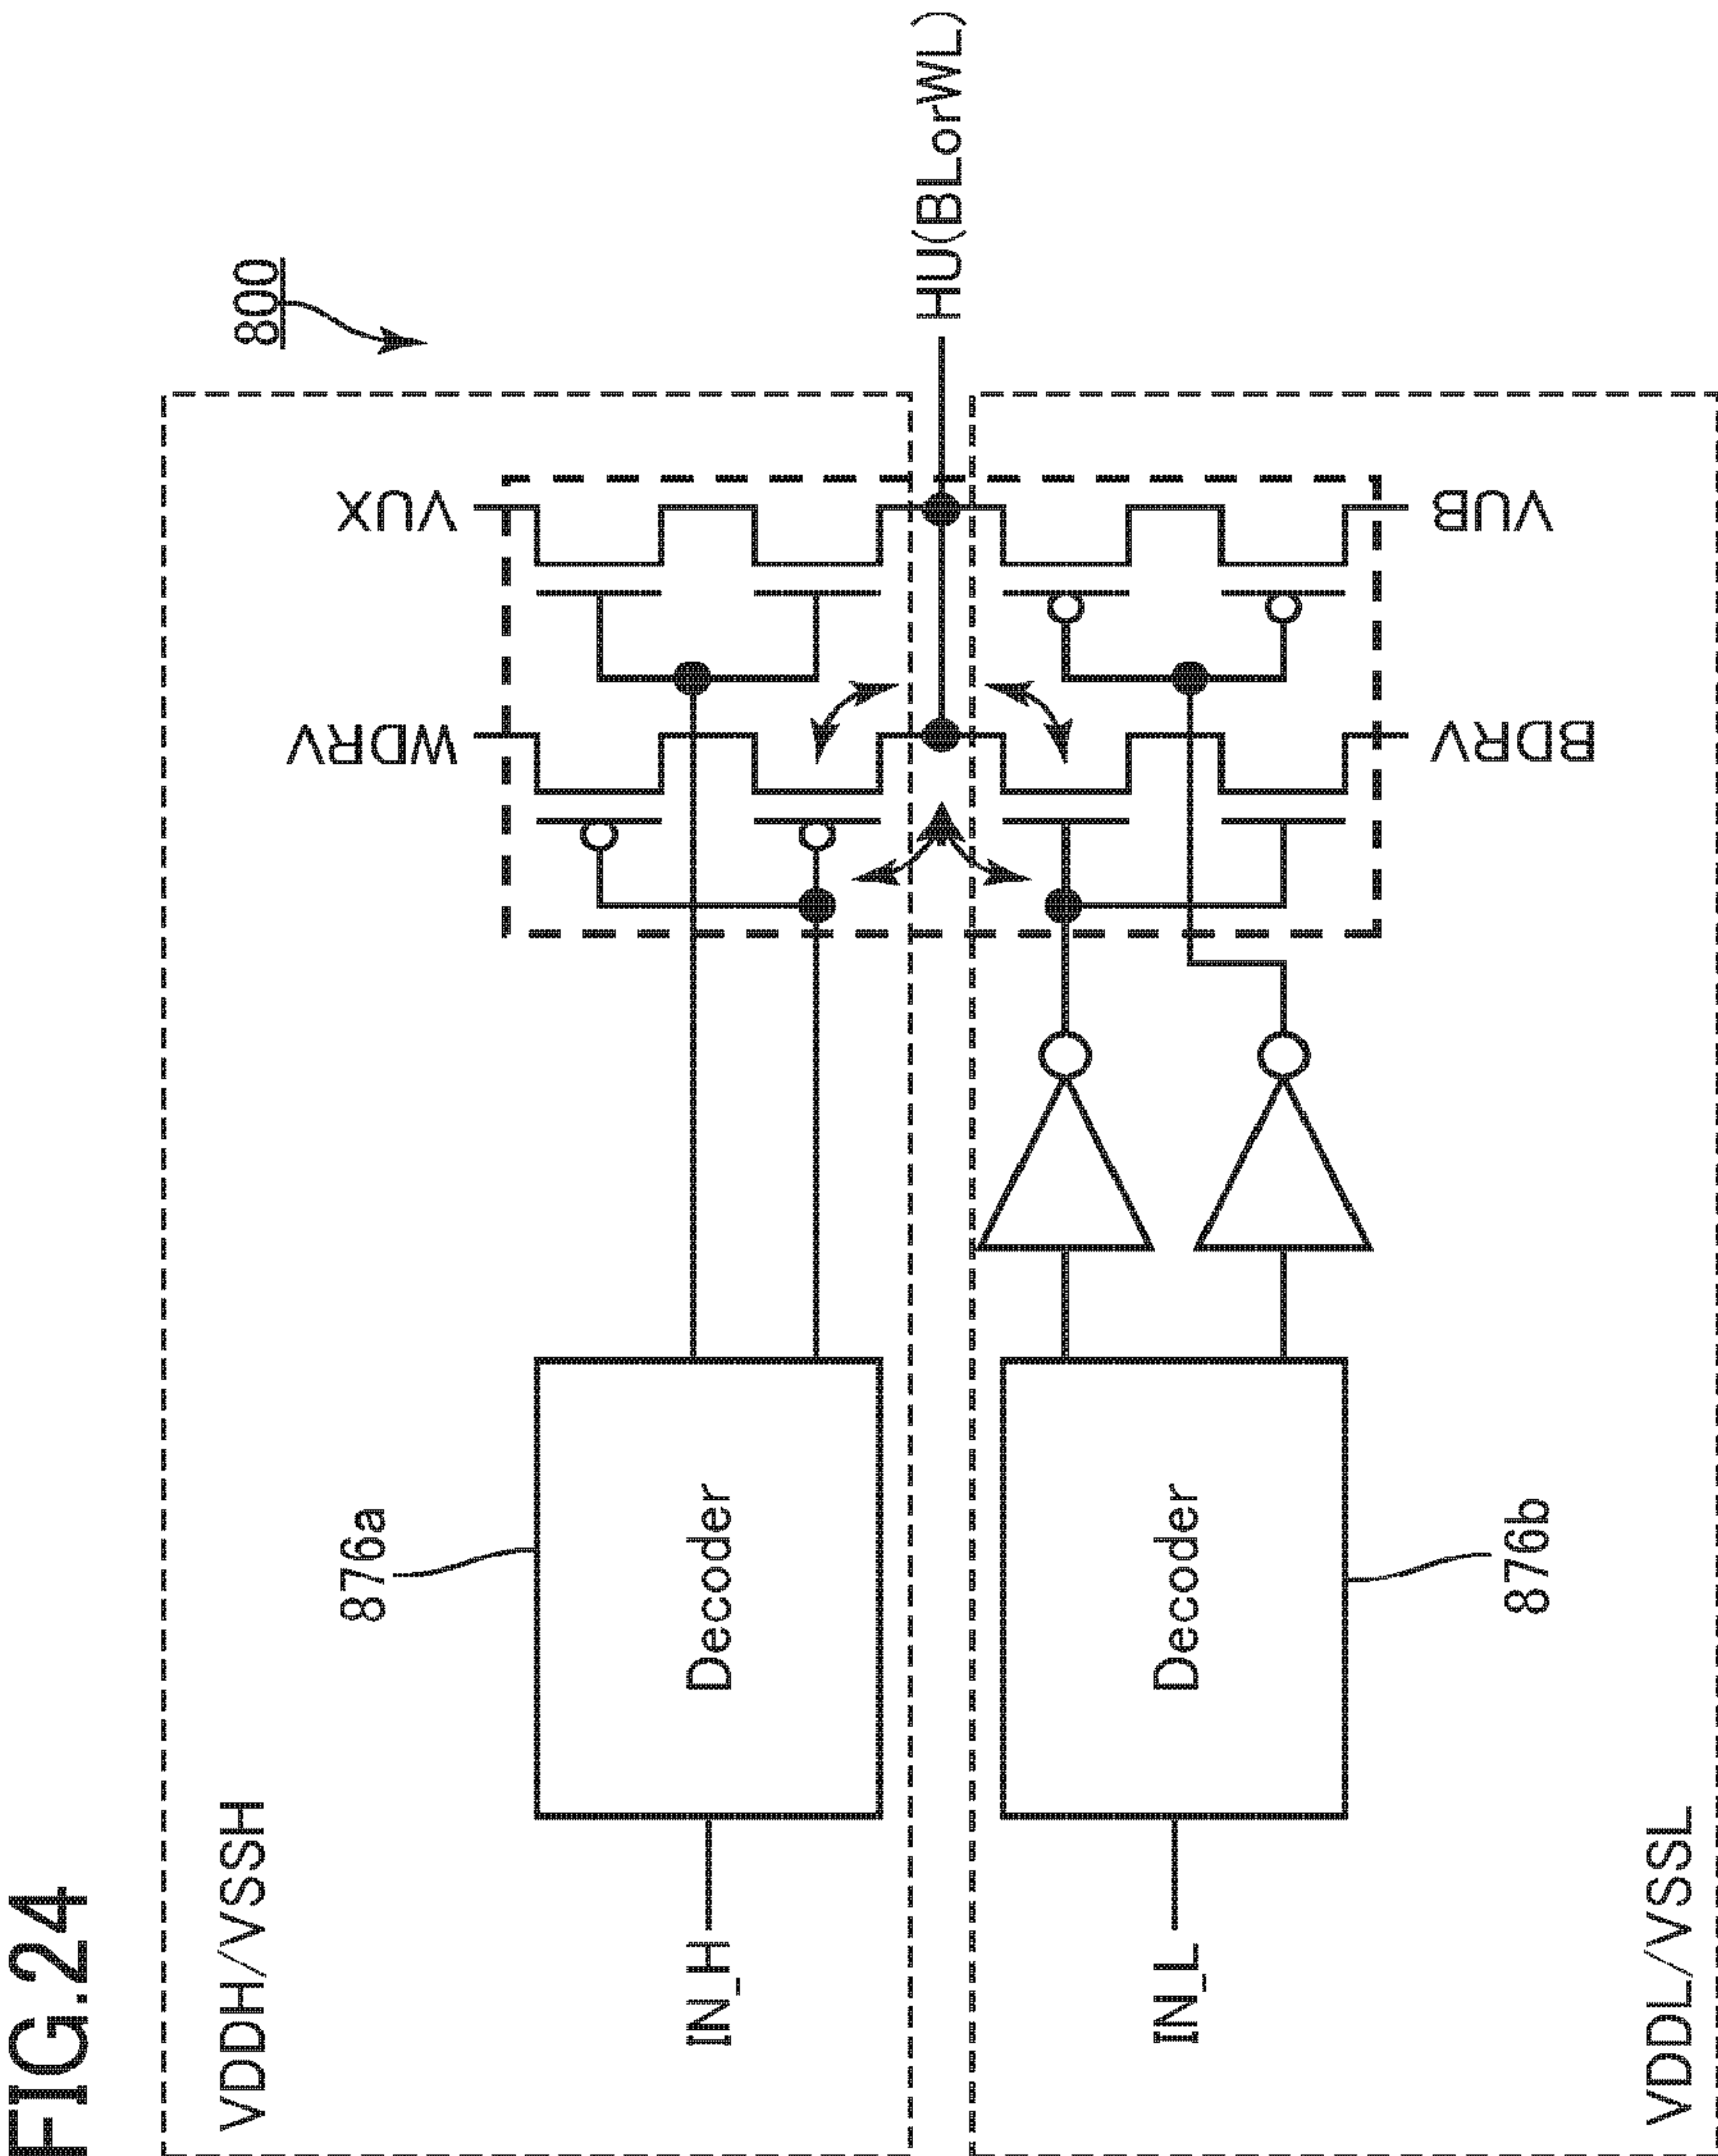 FIG.24
800
VDDH/VSSH
876a
WDRV
VUX
IN_H
Decoder
HU(BLorWL)
IN_L
Decoder
876b
BDRV
VUB
VDDL/VSSL